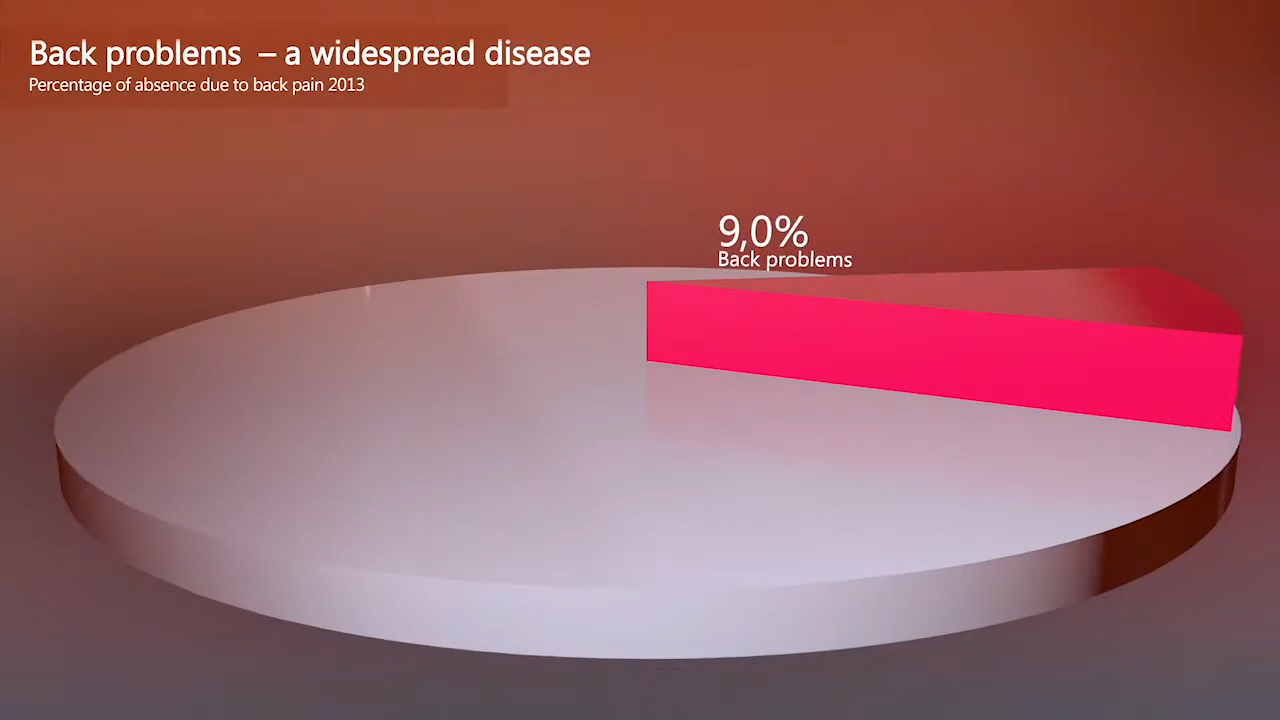 Back problems – a widespread disease
Percentage of absence due to back pain 2013
9,0%
Back problems